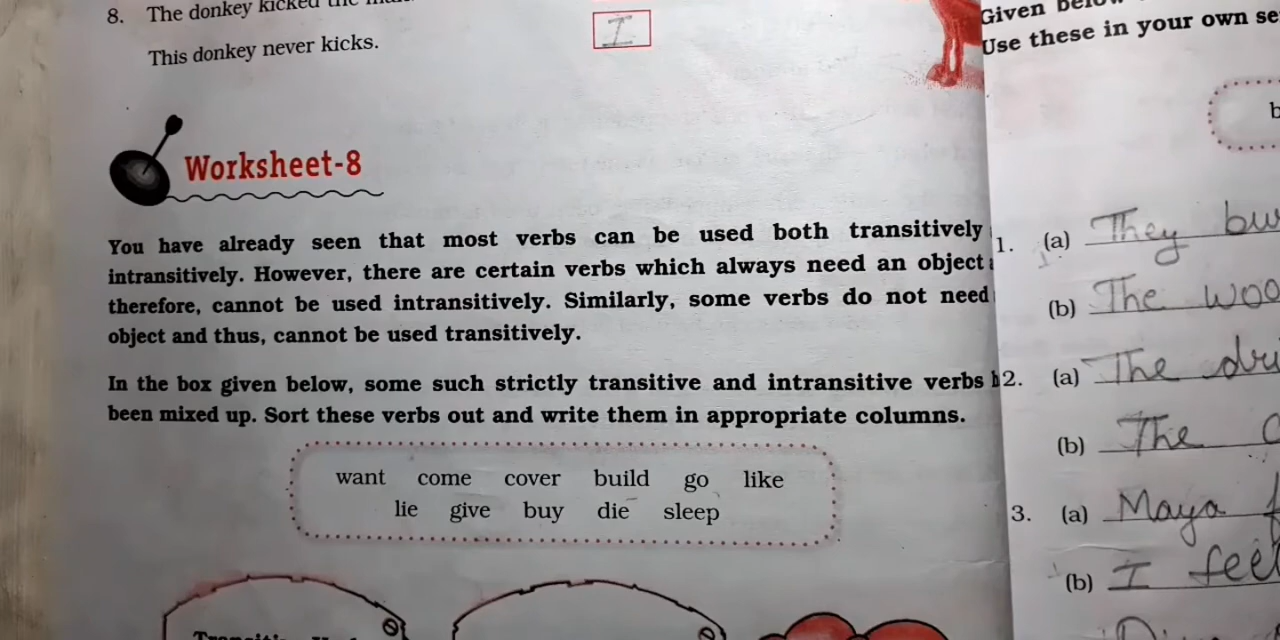 8. The donkey kicked the
This donkey never kicks.
I
Worksheet-8
You have already seen that most verbs can be used both transitively
intransitively. However, there are certain verbs which always need an object
therefore, cannot be used intransitively. Similarly, some verbs do not need
object and thus, cannot be used transitively.
In the box given below, some such strictly transitive and intransitive verbs
been mixed up. Sort these verbs out and write them in appropriate columns.
want come cover build go like
lie give buy die sleep
Given below
Use these in your own
1. (a) They
(b) The
2. (a) The
(b) The
3. (a) Maya
(b) I feel